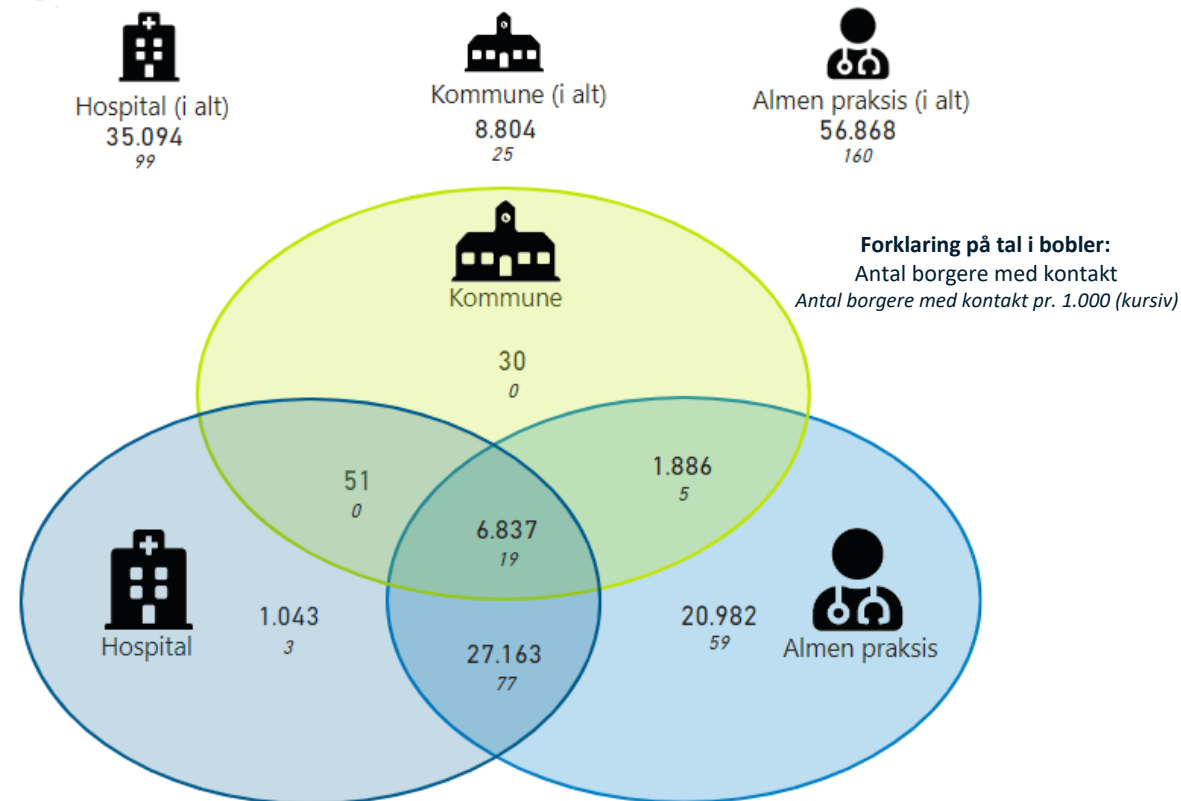 Hospital (i alt)
35.094
99
Kommune (i alt)
8.804
25
Almen praksis (i alt)
56.868
160
Forklaring på tal i bobler:
Antal borgere med kontakt
Antal borgere med kontakt pr. 1.000 (kursiv)
Kommune
30
0
51
0
1.886
5
6.837
19
Hospital
1.043
3
27.163
77
20.982
59
Almen praksis